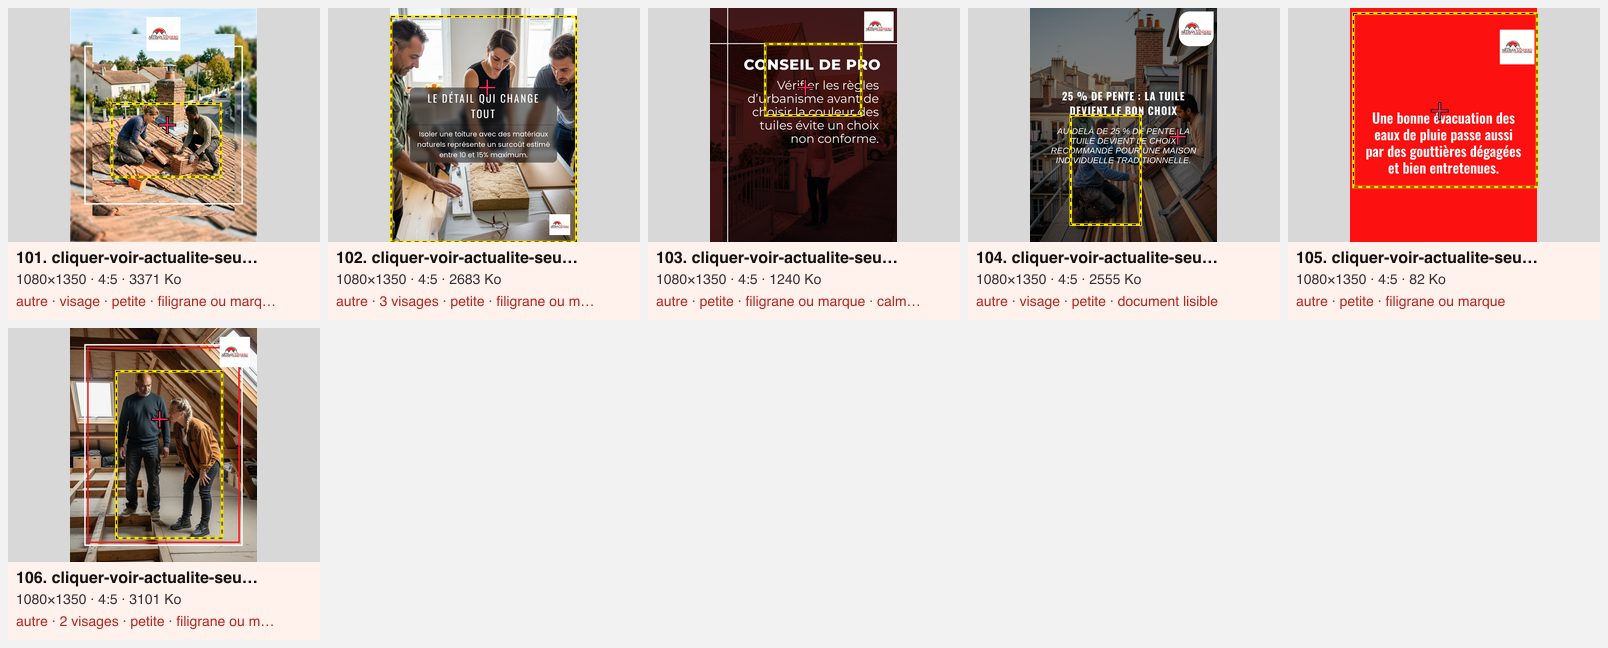 CONSEIL DE PRO
LE DÉTAIL QUI CHANGE
TOUT
Isoler une toiture avec des matériaux
naturels représente un surcoût estimé
entre 10 et 15% maximum.
Vérifier les règles
d'urbanisme avant de
choisir la couleur des
tuiles évite un choix
non conforme.
25 % DE PENTE : LA TUILE
DEVIENT LE BON CHOIX
AU-DELÀ DE 25 % DE PENTE, LA
TUILE DEVIENT LE CHOIX
RECOMMANDÉ POUR UNE MAISON
INDIVIDUELLE TRADITIONNELLE.
Une bonne évacuation des
eaux de pluie passe aussi
par des gouttières dégagées
et bien entretenues.
101. cliquer-voir-actualite-seu…
1080×1350 · 4:5 · 3371 Ko
autre · visage · petite · filigrane ou marq…
102. cliquer-voir-actualite-seu…
1080×1350 · 4:5 · 2683 Ko
autre · 3 visages · petite · filigrane ou m…
103. cliquer-voir-actualite-seu…
1080×1350 · 4:5 · 1240 Ko
autre · petite · filigrane ou marque · calm…
104. cliquer-voir-actualite-seu…
1080×1350 · 4:5 · 2555 Ko
autre · visage · petite · document lisible
105. cliquer-voir-actualite-seu…
1080×1350 · 4:5 · 82 Ko
autre · petite · filigrane ou marque
106. cliquer-voir-actualite-seu…
1080×1350 · 4:5 · 3101 Ko
autre · 2 visages · petite · filigrane ou m…